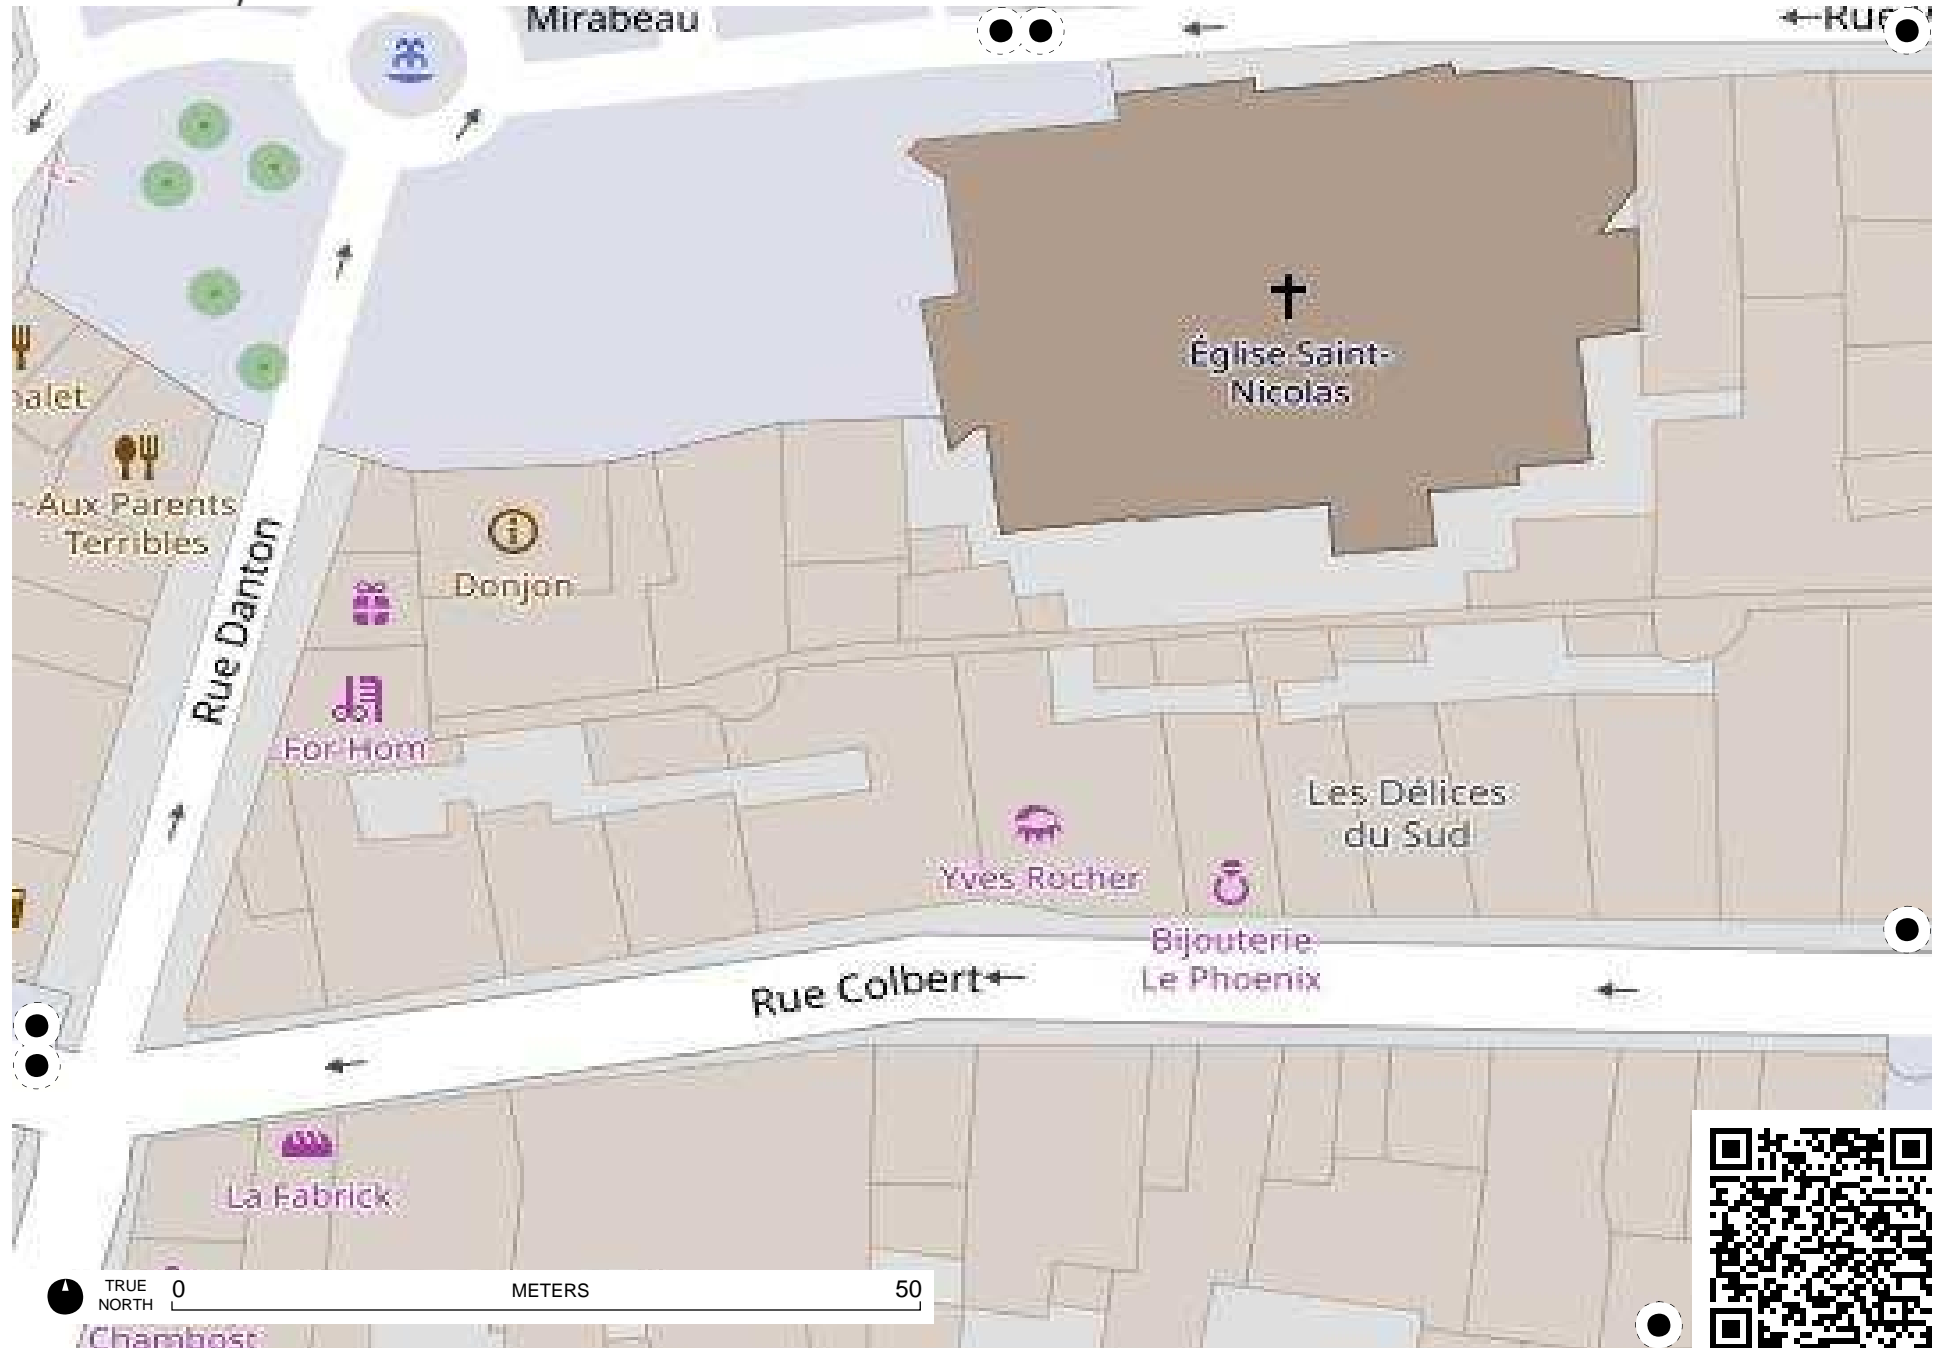 Mirabeau
Église Saint-
Nicolas
Aux Parents
Terribles
Donjon
Rue Danton
For Hom
Les Délices
du Sud
Yves Rocher
Bijouterie
Le Phoenix
Rue Colbert
La Fabrick
TRUE
NORTH
0
METERS
50
Chambost